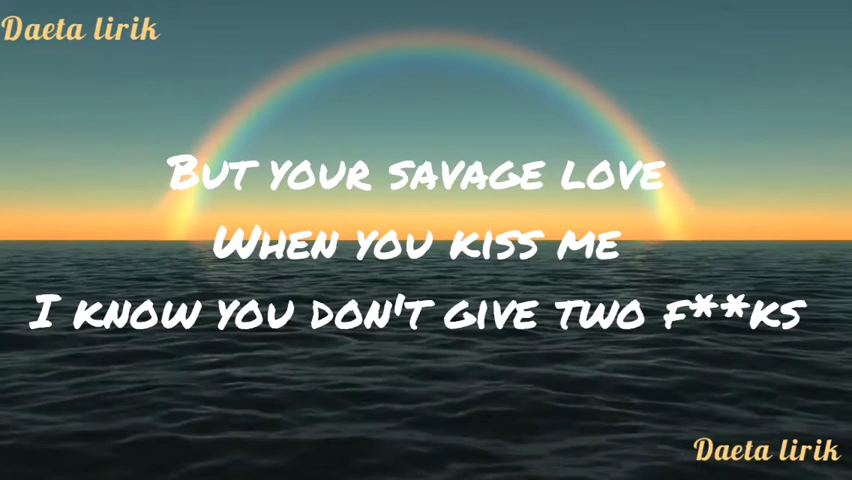 Daeta lirik
But your savage love
When you kiss me
I know you don't give two f**ks
Daeta lirik